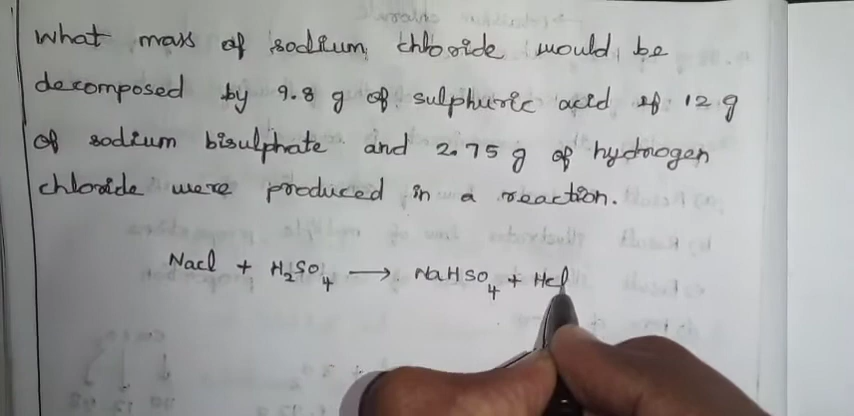 What mass of sodium chloride would be
decomposed by 9.8 g of sulphuric acid if 12 g
of sodium bisulphate and 2.75 g of hydrogen
chloride were produced in a reaction.
Nacl + H₂SO₄ → NaHSO₄ + Hcl